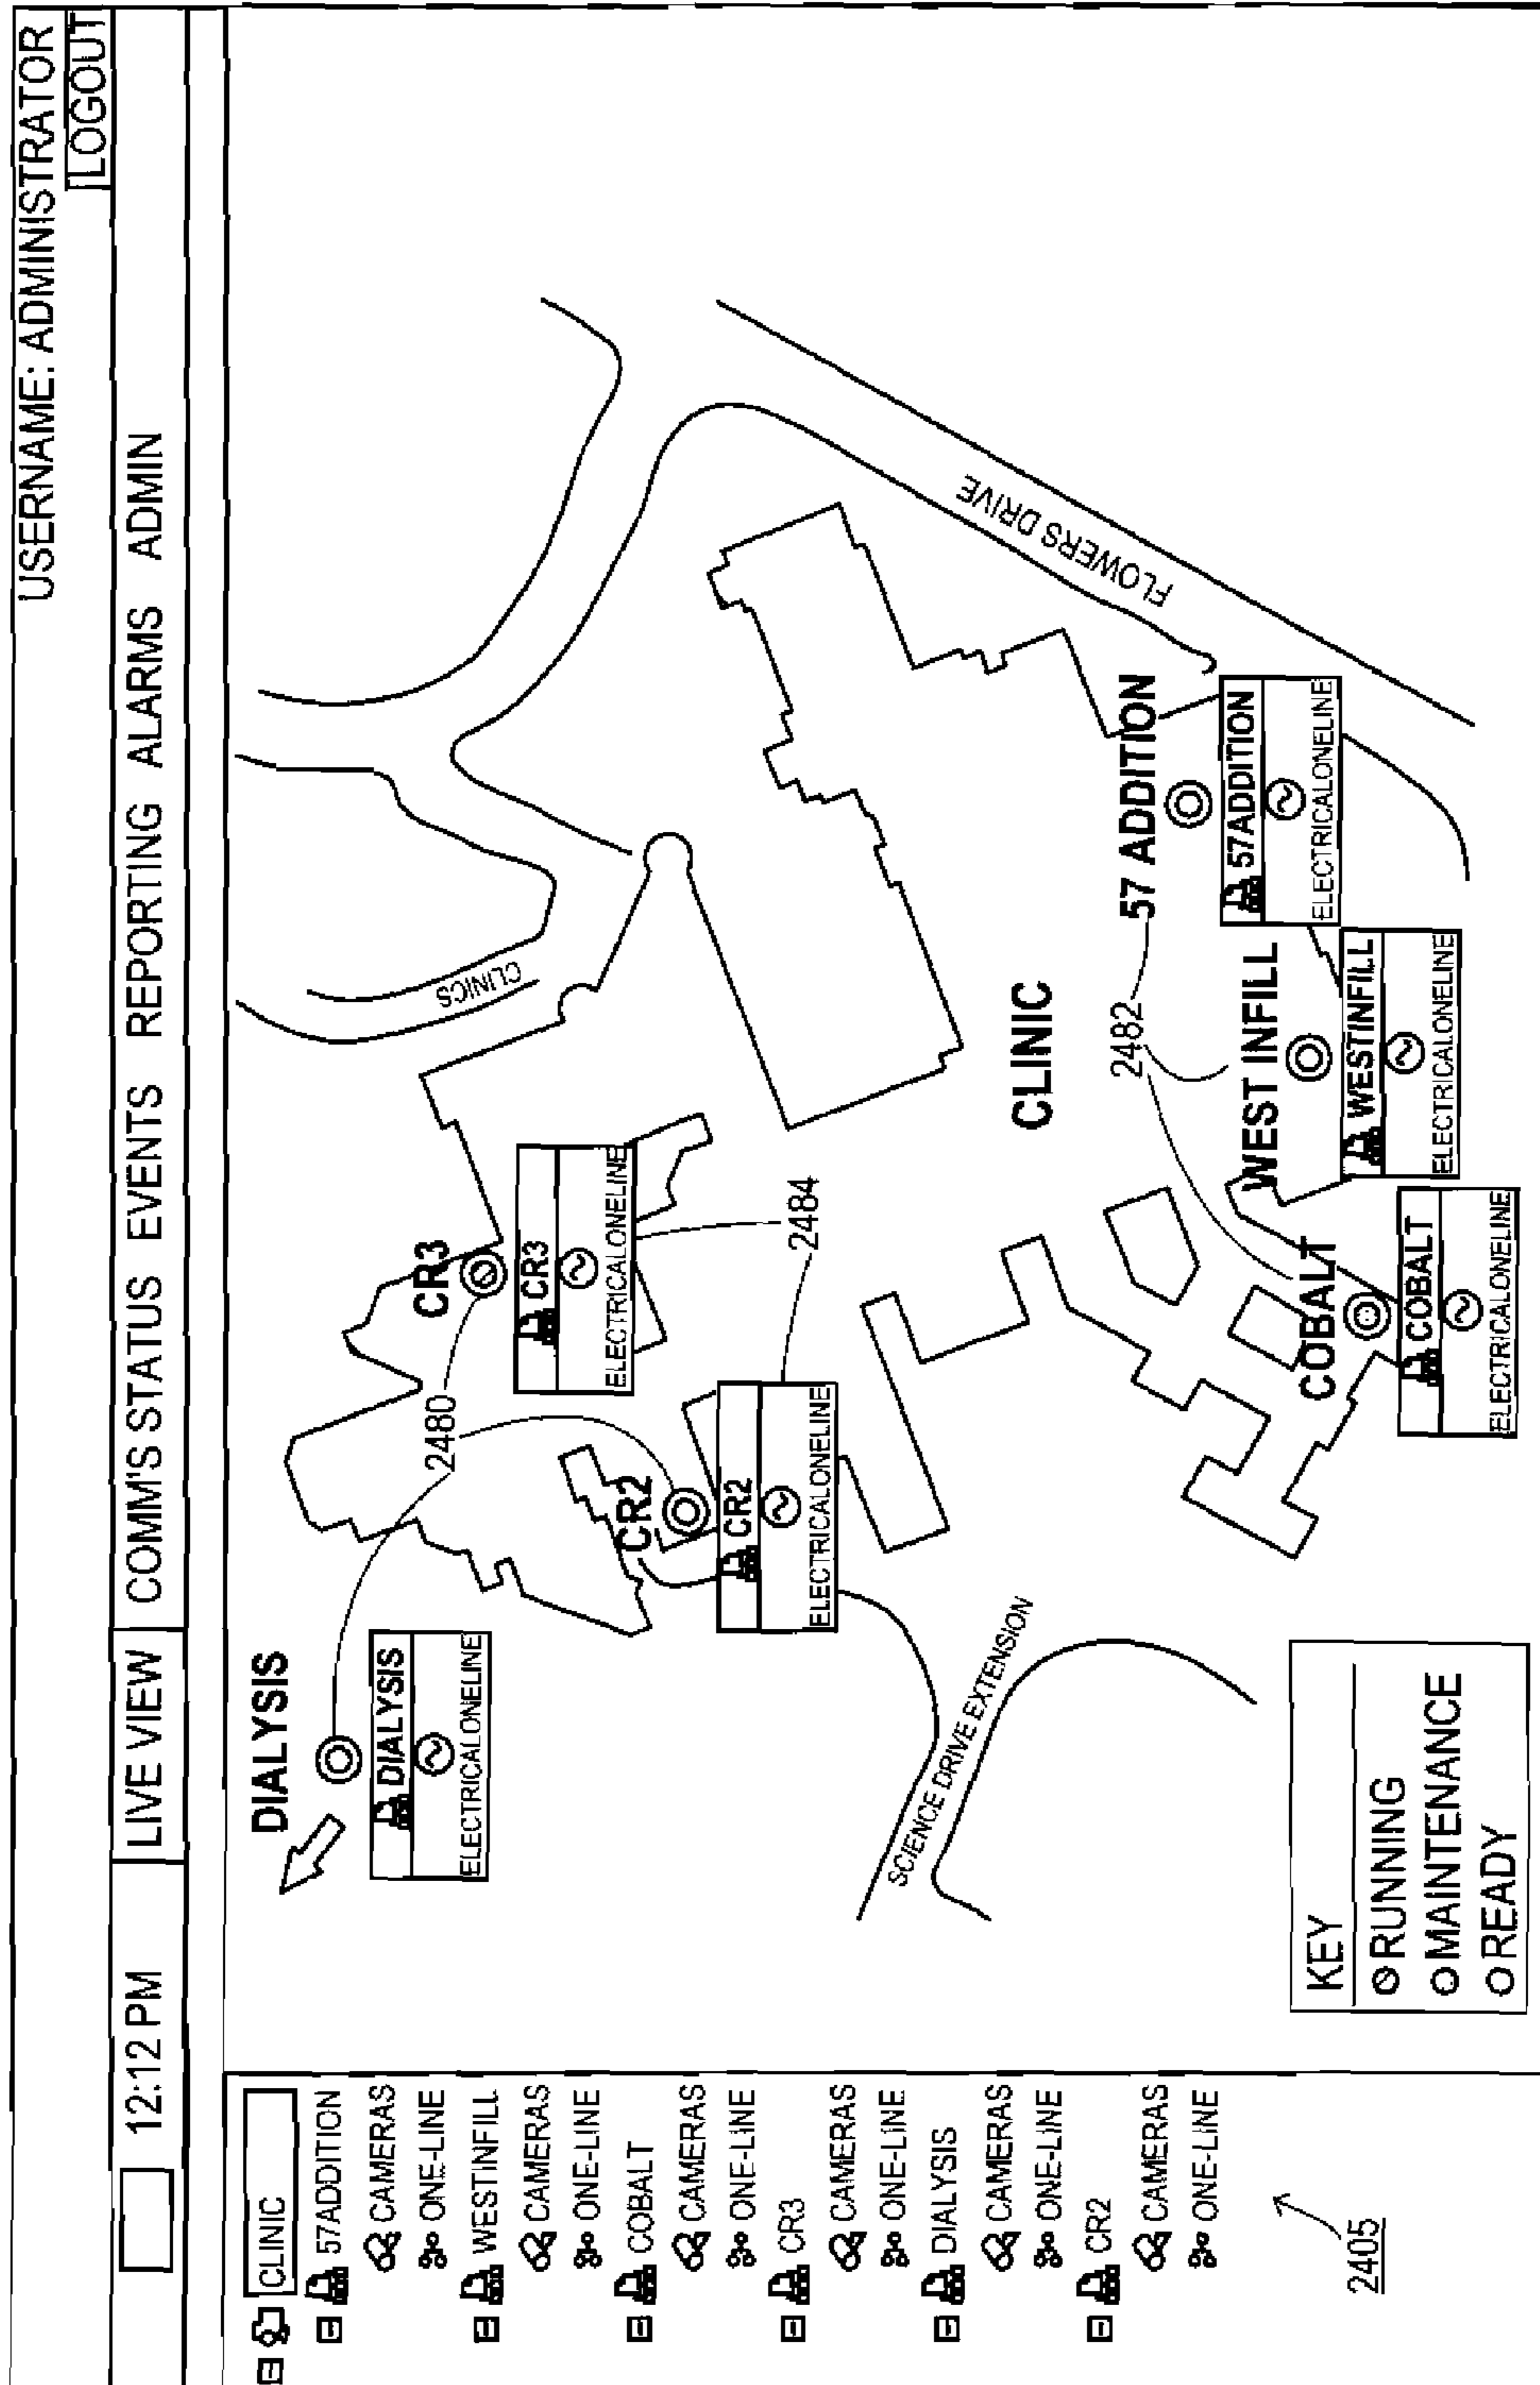 USERNAME: ADMINISTRATOR
LOGOUT
12:12 PM
LIVE VIEW
COMM'S STATUS EVENTS REPORTING ALARMS ADMIN
CLINIC
57ADDITION
CAMERAS
ONE-LINE
WESTINFILL
CAMERAS
ONE-LINE
COBALT
CAMERAS
ONE-LINE
CR3
CAMERAS
ONE-LINE
DIALYSIS
CAMERAS
ONE-LINE
CR2
CAMERAS
ONE-LINE
2405
DIALYSIS
DIALYSIS
ELECTRICALONELINE
2480
CR3
CR3
ELECTRICALONELINE
CLINICS
CR2
CR2
ELECTRICALONELINE
2484
CLINIC
FLOWERS DRIVE
SCIENCE DRIVE EXTENSION
2482
57 ADDITION
57ADDITION
ELECTRICALONELINE
WEST INFILL
WESTINFILL
ELECTRICALONELINE
COBALT
COBALT
ELECTRICALONELINE
KEY
RUNNING
MAINTENANCE
READY